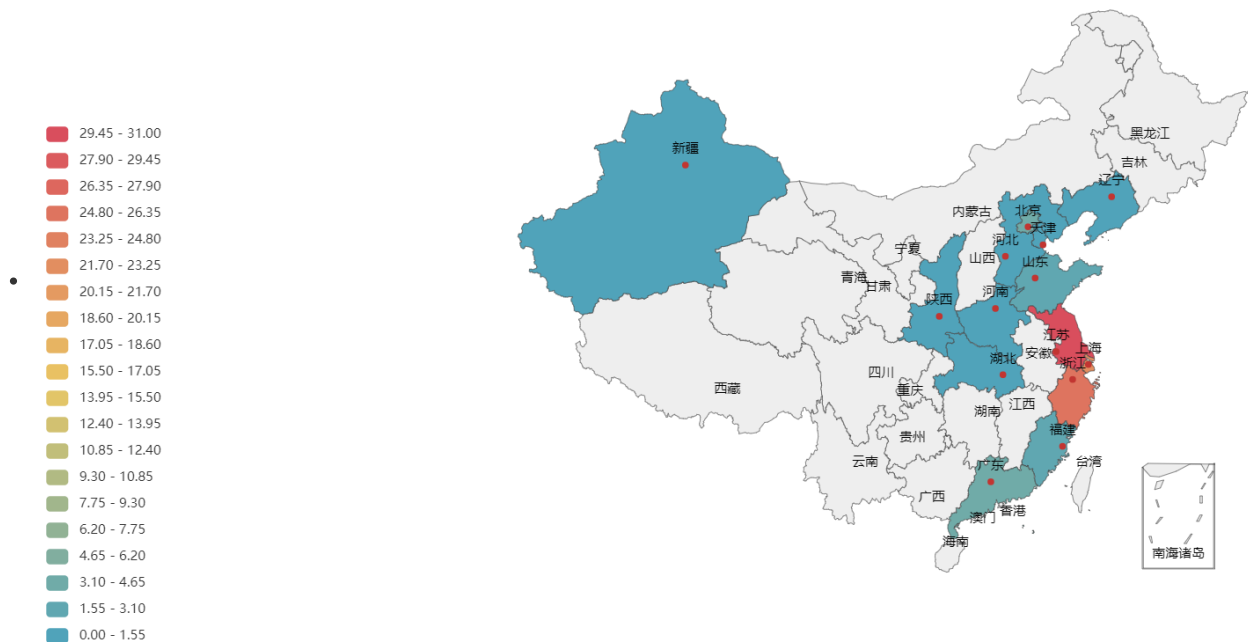 29.45 - 31.00
27.90 - 29.45
26.35 - 27.90
24.80 - 26.35
23.25 - 24.80
21.70 - 23.25
20.15 - 21.70
18.60 - 20.15
17.05 - 18.60
15.50 - 17.05
13.95 - 15.50
12.40 - 13.95
10.85 - 12.40
9.30 - 10.85
7.75 - 9.30
6.20 - 7.75
4.65 - 6.20
3.10 - 4.65
1.55 - 3.10
0.00 - 1.55
黑龙江
新疆
吉林
辽宁
内蒙古
北京
天津
河北
宁夏
山西
山东
青海
甘肃
河南
陕西
江苏
上海
安徽
湖北
浙江
四川
西藏
重庆
江西
湖南
福建
贵州
云南
广东
台湾
广西
香港
澳门
海南
南海诸岛